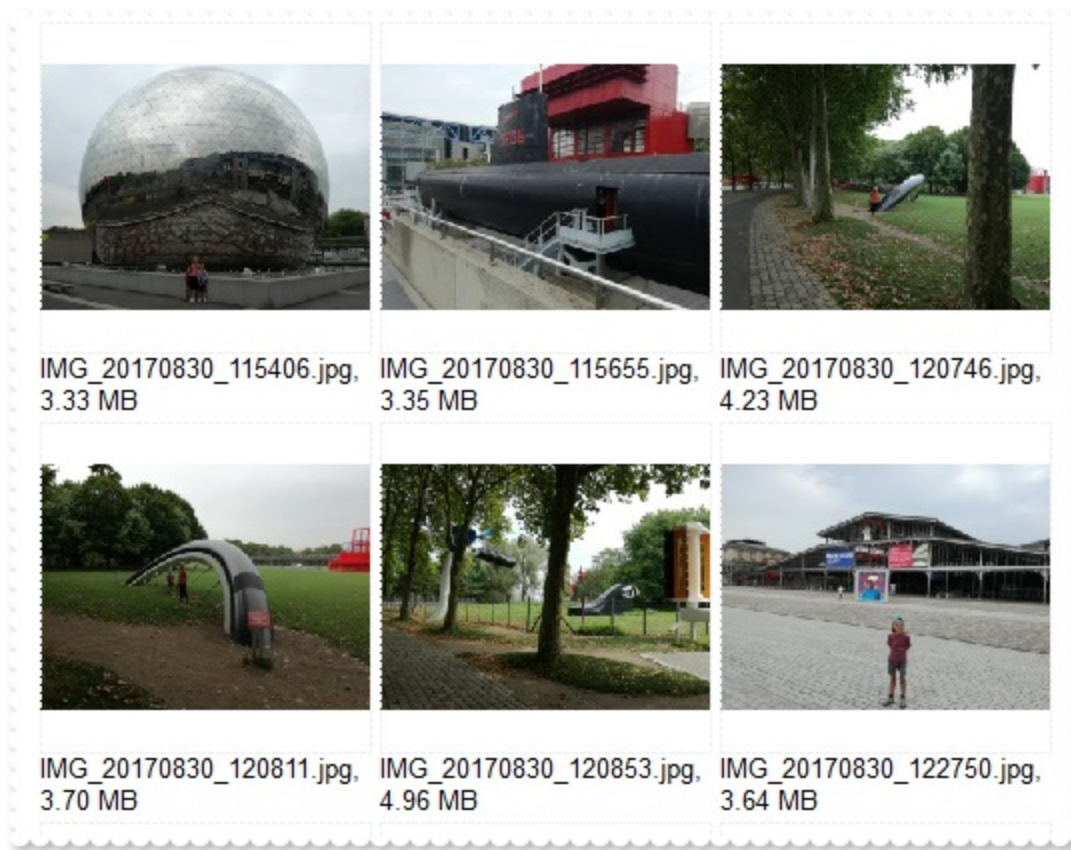 IMG_20170830_115406.jpg,
3.33 MB
IMG_20170830_115655.jpg,
3.35 MB
IMG_20170830_120746.jpg,
4.23 MB
IMG_20170830_120811.jpg,
3.70 MB
IMG_20170830_120853.jpg,
4.96 MB
IMG_20170830_122750.jpg,
3.64 MB